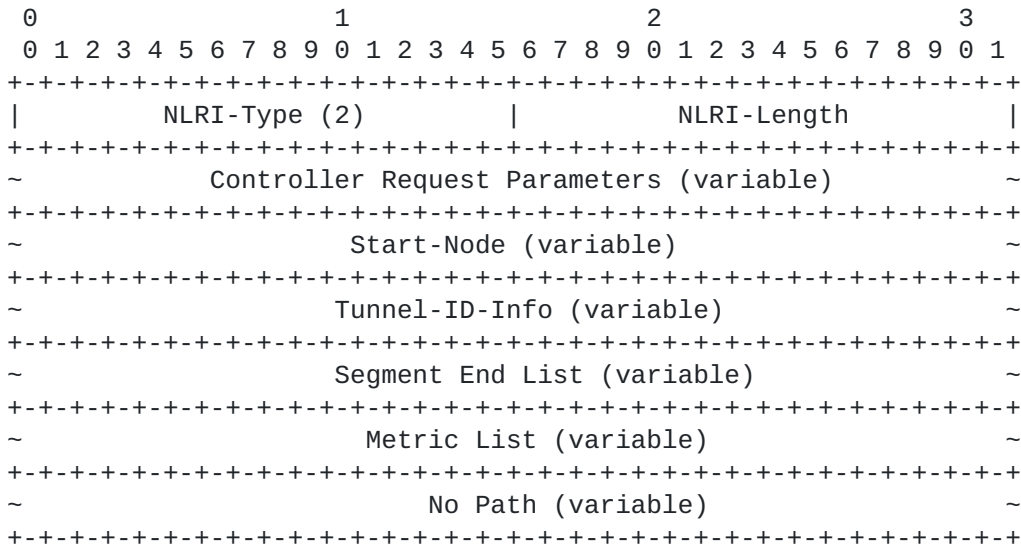 0                   1                   2                   3
 0 1 2 3 4 5 6 7 8 9 0 1 2 3 4 5 6 7 8 9 0 1 2 3 4 5 6 7 8 9 0 1
+-+-+-+-+-+-+-+-+-+-+-+-+-+-+-+-+-+-+-+-+-+-+-+-+-+-+-+-+-+-+-+-+
|         NLRI-Type (2)         |          NLRI-Length          |
+-+-+-+-+-+-+-+-+-+-+-+-+-+-+-+-+-+-+-+-+-+-+-+-+-+-+-+-+-+-+-+-+
~            Controller Request Parameters (variable)           ~
+-+-+-+-+-+-+-+-+-+-+-+-+-+-+-+-+-+-+-+-+-+-+-+-+-+-+-+-+-+-+-+-+
~                     Start-Node (variable)                     ~
+-+-+-+-+-+-+-+-+-+-+-+-+-+-+-+-+-+-+-+-+-+-+-+-+-+-+-+-+-+-+-+-+
~                    Tunnel-ID-Info (variable)                  ~
+-+-+-+-+-+-+-+-+-+-+-+-+-+-+-+-+-+-+-+-+-+-+-+-+-+-+-+-+-+-+-+-+
~                    Segment End List (variable)                ~
+-+-+-+-+-+-+-+-+-+-+-+-+-+-+-+-+-+-+-+-+-+-+-+-+-+-+-+-+-+-+-+-+
~                      Metric List (variable)                   ~
+-+-+-+-+-+-+-+-+-+-+-+-+-+-+-+-+-+-+-+-+-+-+-+-+-+-+-+-+-+-+-+-+
~                          No Path (variable)                   ~
+-+-+-+-+-+-+-+-+-+-+-+-+-+-+-+-+-+-+-+-+-+-+-+-+-+-+-+-+-+-+-+-+